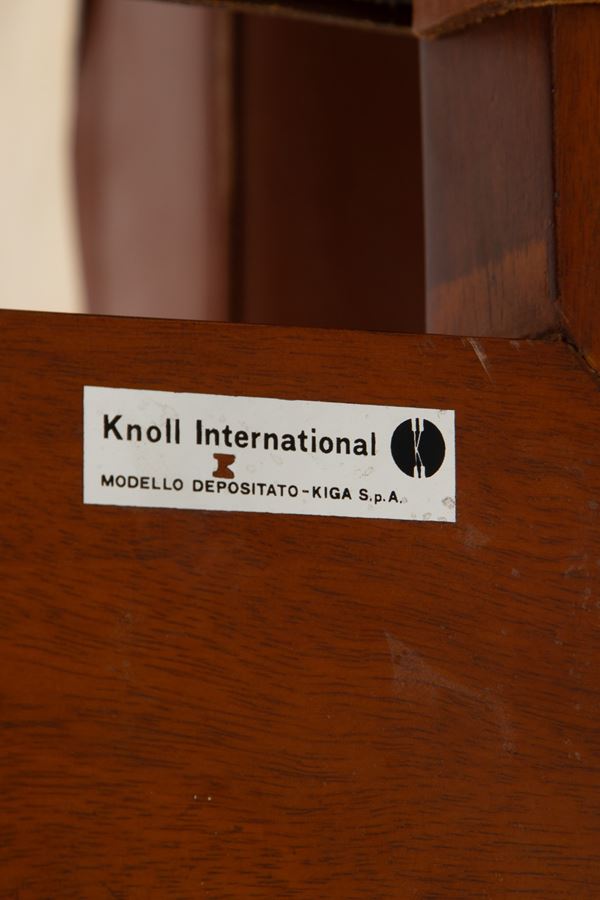 Knoll International
MODELLO DEPOSITATO-KIGA S.p.A.